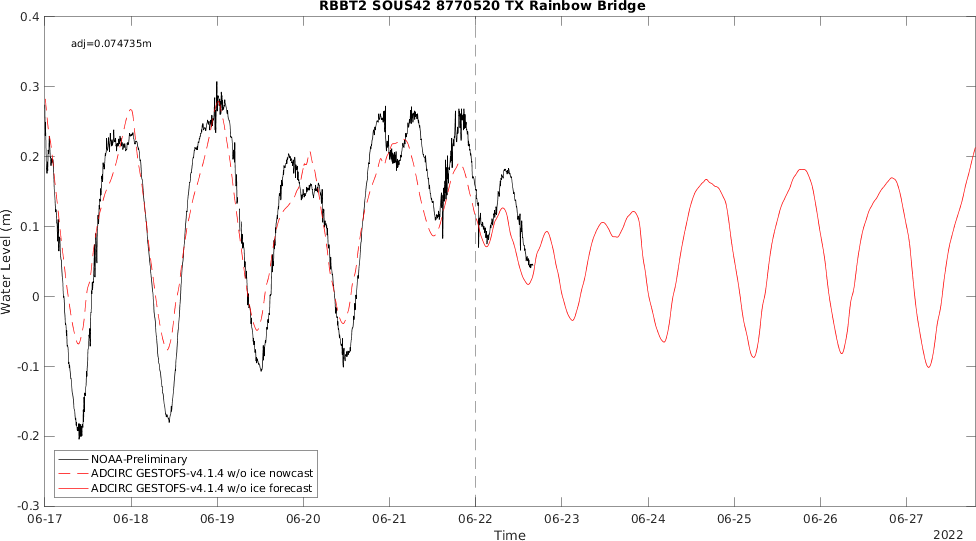 RBBT2 SOUS42 8770520 TX Rainbow Bridge
adj=0.074735m
0.4
0.3
0.2
0.1
0
-0.1
-0.2
-0.3
Water Level (m)
NOAA-Preliminary
ADCIRC GESTOFS-v4.1.4 w/o ice nowcast
ADCIRC GESTOFS-v4.1.4 w/o ice forecast
06-17 06-18 06-19 06-20 06-21 06-22 06-23 06-24 06-25 06-26 06-27
Time
2022